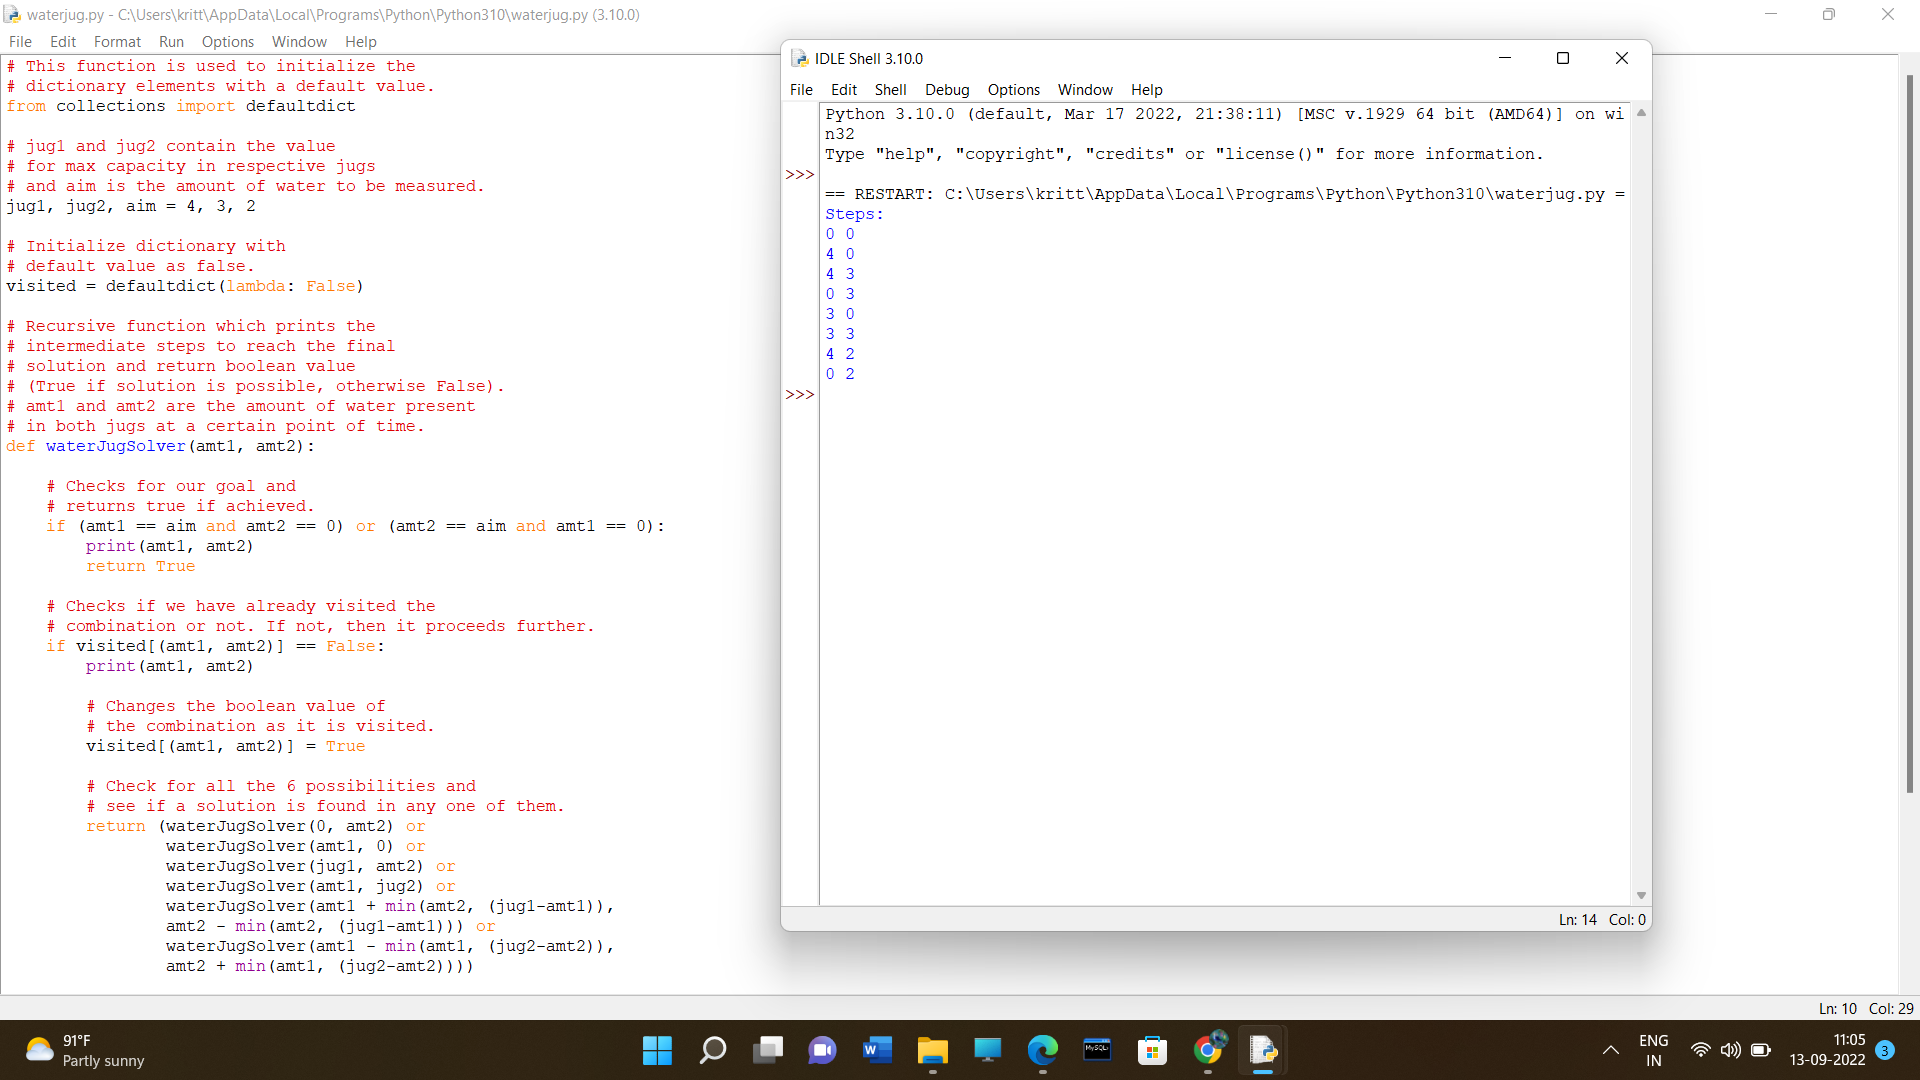 waterjug.py - C:\Users\kritt\AppData\Local\Programs\Python\Python310\waterjug.py (3.10.0)
File Edit Format Run Options Window Help
# This function is used to initialize the
# dictionary elements with a default value.
from collections import defaultdict
# jug1 and jug2 contain the value
# for max capacity in respective jugs
# and aim is the amount of water to be measured.
jug1, jug2, aim = 4, 3, 2
# Initialize dictionary with
# default value as false.
visited = defaultdict(lambda: False)
# Recursive function which prints the
# intermediate steps to reach the final
# solution and return boolean value
# (True if solution is possible, otherwise False).
# amt1 and amt2 are the amount of water present
# in both jugs at a certain point of time.
def waterJugSolver(amt1, amt2):
    # Checks for our goal and
    # returns true if achieved.
    if (amt1 == aim and amt2 == 0) or (amt2 == aim and amt1 == 0):
        print(amt1, amt2)
        return True
    # Checks if we have already visited the
    # combination or not. If not, then it proceeds further.
    if visited[(amt1, amt2)] == False:
        print(amt1, amt2)
        # Changes the boolean value of
        # the combination as it is visited.
        visited[(amt1, amt2)] = True
        # Check for all the 6 possibilities and
        # see if a solution is found in any one of them.
        return (waterJugSolver(0, amt2) or
                waterJugSolver(amt1, 0) or
                waterJugSolver(jug1, amt2) or
                waterJugSolver(amt1, jug2) or
                waterJugSolver(amt1 + min(amt2, (jug1-amt1)),
                amt2 - min(amt2, (jug1-amt1))) or
                waterJugSolver(amt1 - min(amt1, (jug2-amt2)),
                amt2 + min(amt1, (jug2-amt2))))
Ln: 10 Col: 29
IDLE Shell 3.10.0
File Edit Shell Debug Options Window Help
Python 3.10.0 (default, Mar 17 2022, 21:38:11) [MSC v.1929 64 bit (AMD64)] on wi
n32
Type "help", "copyright", "credits" or "license()" for more information.
>>>
== RESTART: C:\Users\kritt\AppData\Local\Programs\Python\Python310\waterjug.py =
Steps:
0 0
4 0
4 3
0 3
3 0
3 3
4 2
0 2
>>>
Ln: 14 Col: 0
91°F
Partly sunny
W
MySQL
ENG
IN
11:05
13-09-2022
3